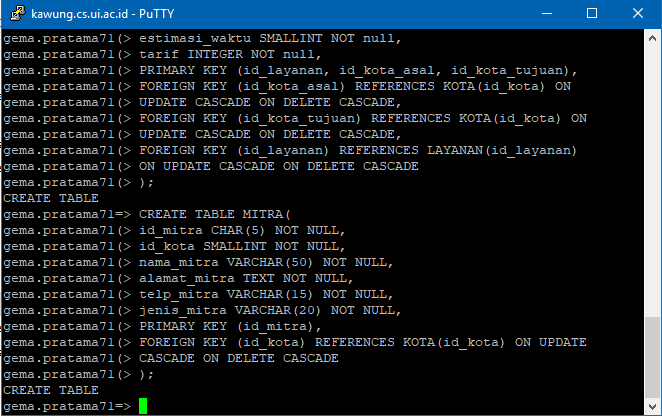 kawung.cs.ui.ac.id - PuTTY
gema.pratama71(> estimasi_waktu SMALLINT NOT null,
gema.pratama71(> tarif INTEGER NOT null,
gema.pratama71(> PRIMARY KEY (id_layanan, id_kota_asal, id_kota_tujuan),
gema.pratama71(> FOREIGN KEY (id_kota_asal) REFERENCES KOTA(id_kota) ON
gema.pratama71(> UPDATE CASCADE ON DELETE CASCADE,
gema.pratama71(> FOREIGN KEY (id_kota_tujuan) REFERENCES KOTA(id_kota) ON
gema.pratama71(> UPDATE CASCADE ON DELETE CASCADE,
gema.pratama71(> FOREIGN KEY (id_layanan) REFERENCES LAYANAN(id_layanan)
gema.pratama71(> ON UPDATE CASCADE ON DELETE CASCADE
gema.pratama71(> );
CREATE TABLE
gema.pratama71=> CREATE TABLE MITRA(
gema.pratama71(> id_mitra CHAR(5) NOT NULL,
gema.pratama71(> id_kota SMALLINT NOT NULL,
gema.pratama71(> nama_mitra VARCHAR(50) NOT NULL,
gema.pratama71(> alamat_mitra TEXT NOT NULL,
gema.pratama71(> telp_mitra VARCHAR(15) NOT NULL,
gema.pratama71(> jenis_mitra VARCHAR(20) NOT NULL,
gema.pratama71(> PRIMARY KEY (id_mitra),
gema.pratama71(> FOREIGN KEY (id_kota) REFERENCES KOTA(id_kota) ON UPDATE
gema.pratama71(> CASCADE ON DELETE CASCADE
gema.pratama71(> );
CREATE TABLE
gema.pratama71=>